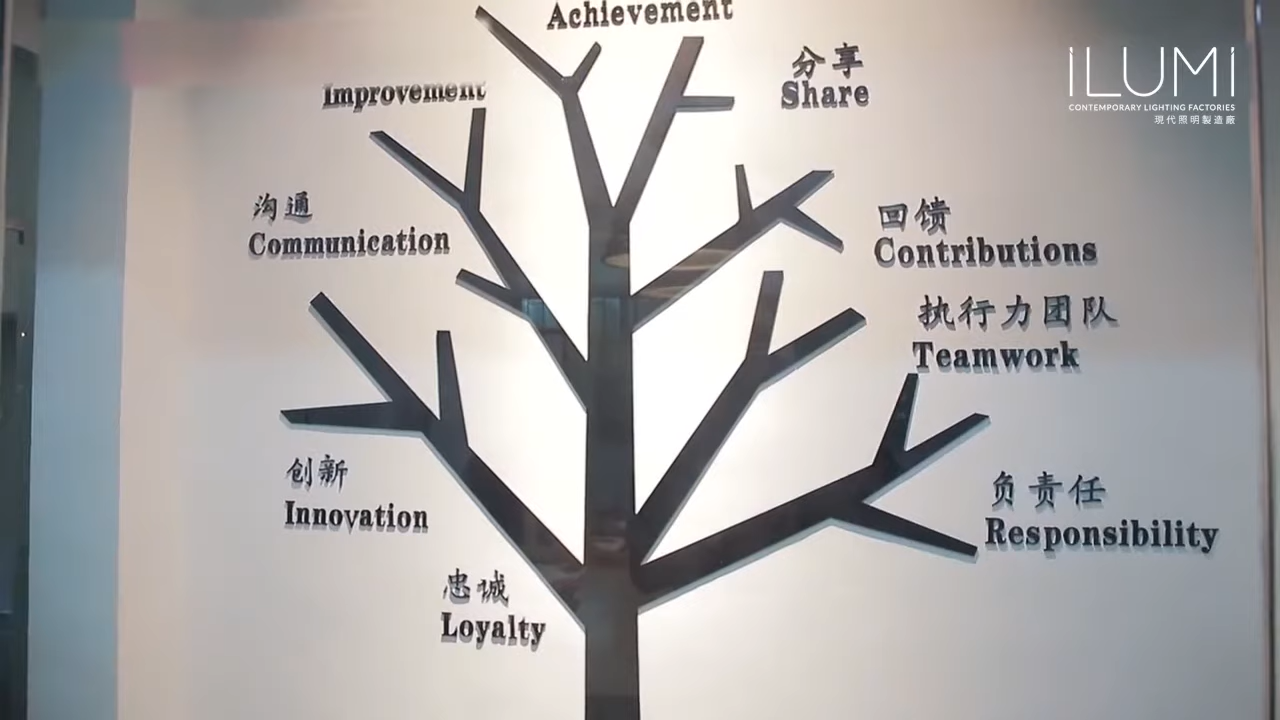 Achievement
分享
Share
Improvement
沟通
Communication
回馈
Contributions
执行力团队
Teamwork
创新
Innovation
负责任
Responsibility
忠诚
Loyalty
iLUMi
CONTEMPORARY LIGHTING FACTORIES
現代照明製造廠